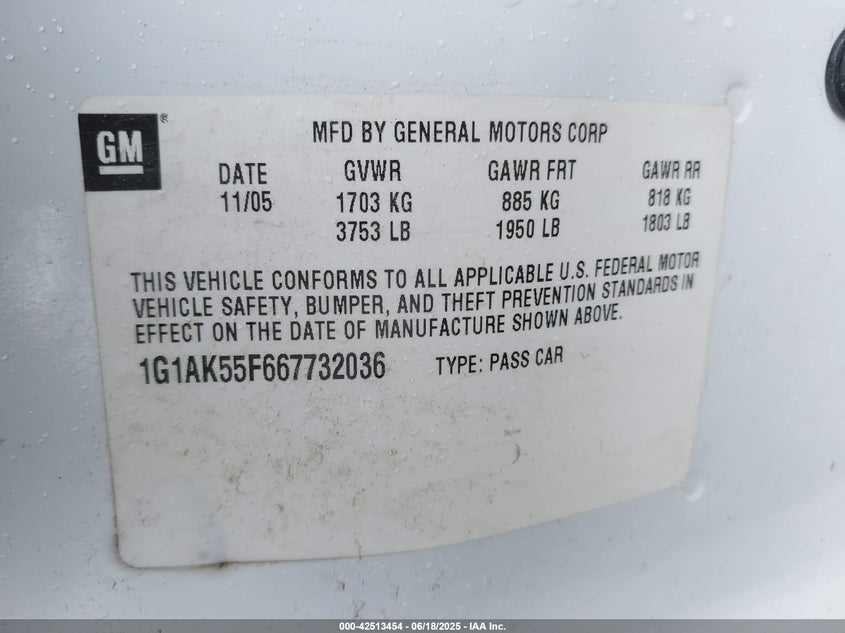 GM®
MFD BY GENERAL MOTORS CORP
DATE GVWR GAWR FRT GAWR RR
11/05 1703 KG 885 KG 818 KG
3753 LB 1950 LB 1803 LB
THIS VEHICLE CONFORMS TO ALL APPLICABLE U.S. FEDERAL MOTOR
VEHICLE SAFETY, BUMPER, AND THEFT PREVENTION STANDARDS IN
EFFECT ON THE DATE OF MANUFACTURE SHOWN ABOVE.
1G1AK55F667732036 TYPE: PASS CAR
000-42513454 - 06/18/2025 - IAA Inc.